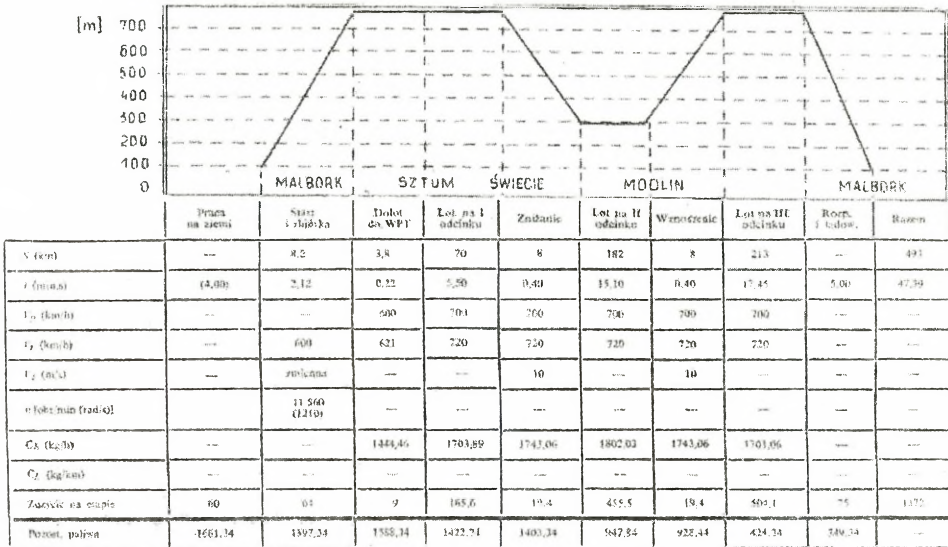 [m] 700
600
500
400
300
200
100
0
MALBORK SZTUM ŚWIECIE MODLIN MALBORK
Praca na ziemi Start i zbiórka Dolot do WPT Lot na I odcinku Zniżanie Lot na II odcinku Wznoszenie Lot na III odcinku Rozp. i lądow. Razem
S (km) — 8,2 3,8 70 8 182 8 213 — 493
t (min,s) (4,00) 2,12 0,22 5,50 0,40 15,10 0,40 17,45 5,00 47,39
(km/h) — — 600 700 700 700 700 700 —
(km/h) — 600 621 720 720 720 720 720 —
(m/s) — zmienna — — 10 — 10 — —
n [obr/min (rad/s)] 11 560 (1210) — — — — — — —
(kg/h) — — 1444,46 1703,69 1743,06 1802,03 1743,06 1703,06 — —
(kg/km) — — — — — — — — —
Zużycie na etapie 60 64 9 165,6 19,4 455,5 19,4 504,1 75 1372
Pozost. paliwa 1661,34 1597,34 1588,34 1422,74 1403,34 947,84 928,44 424,34 349,34 —